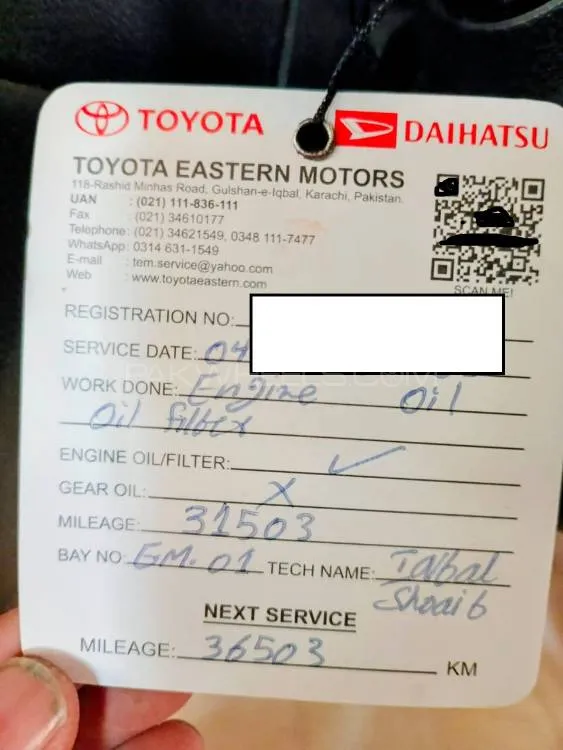 TOYOTA DAIHATSU
TOYOTA EASTERN MOTORS
118-Rashid Minhas Road, Gulshan-e-Iqbal, Karachi, Pakistan.
UAN : (021) 111-836-111
Fax : (021) 34610177
Telephone : (021) 34621549, 0348 111-7477
WhatsApp : 0314 631-1549
E-mail : tem.service@yahoo.com
Web : www.toyotaeastern.com
SCAN ME!
REGISTRATION NO:
SERVICE DATE: 04
WORK DONE: Engine Oil
Oil filter
ENGINE OIL/FILTER: ✓
GEAR OIL: X
MILEAGE: 31503
BAY NO: EM.01 TECH NAME: Iqbal
Shoaib
NEXT SERVICE
MILEAGE: 36503 KM